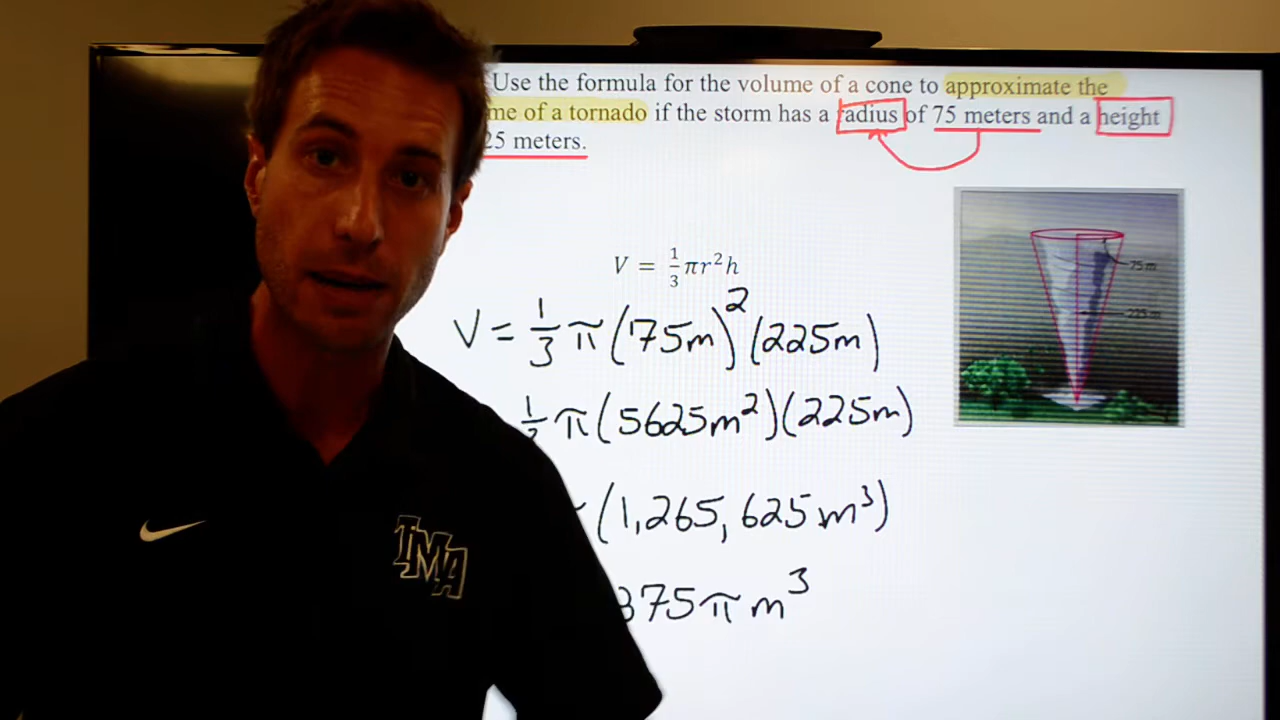 Use the formula for the volume of a cone to approximate the
me of a tornado if the storm has a radius of 75 meters and a height
25 meters.
V = 1/3 πr²h
V = 1/3 π (75m)² (225m)
π (5625m²)(225m)
(1,265,625m³)
375π m³
75 m
225 m
IMA